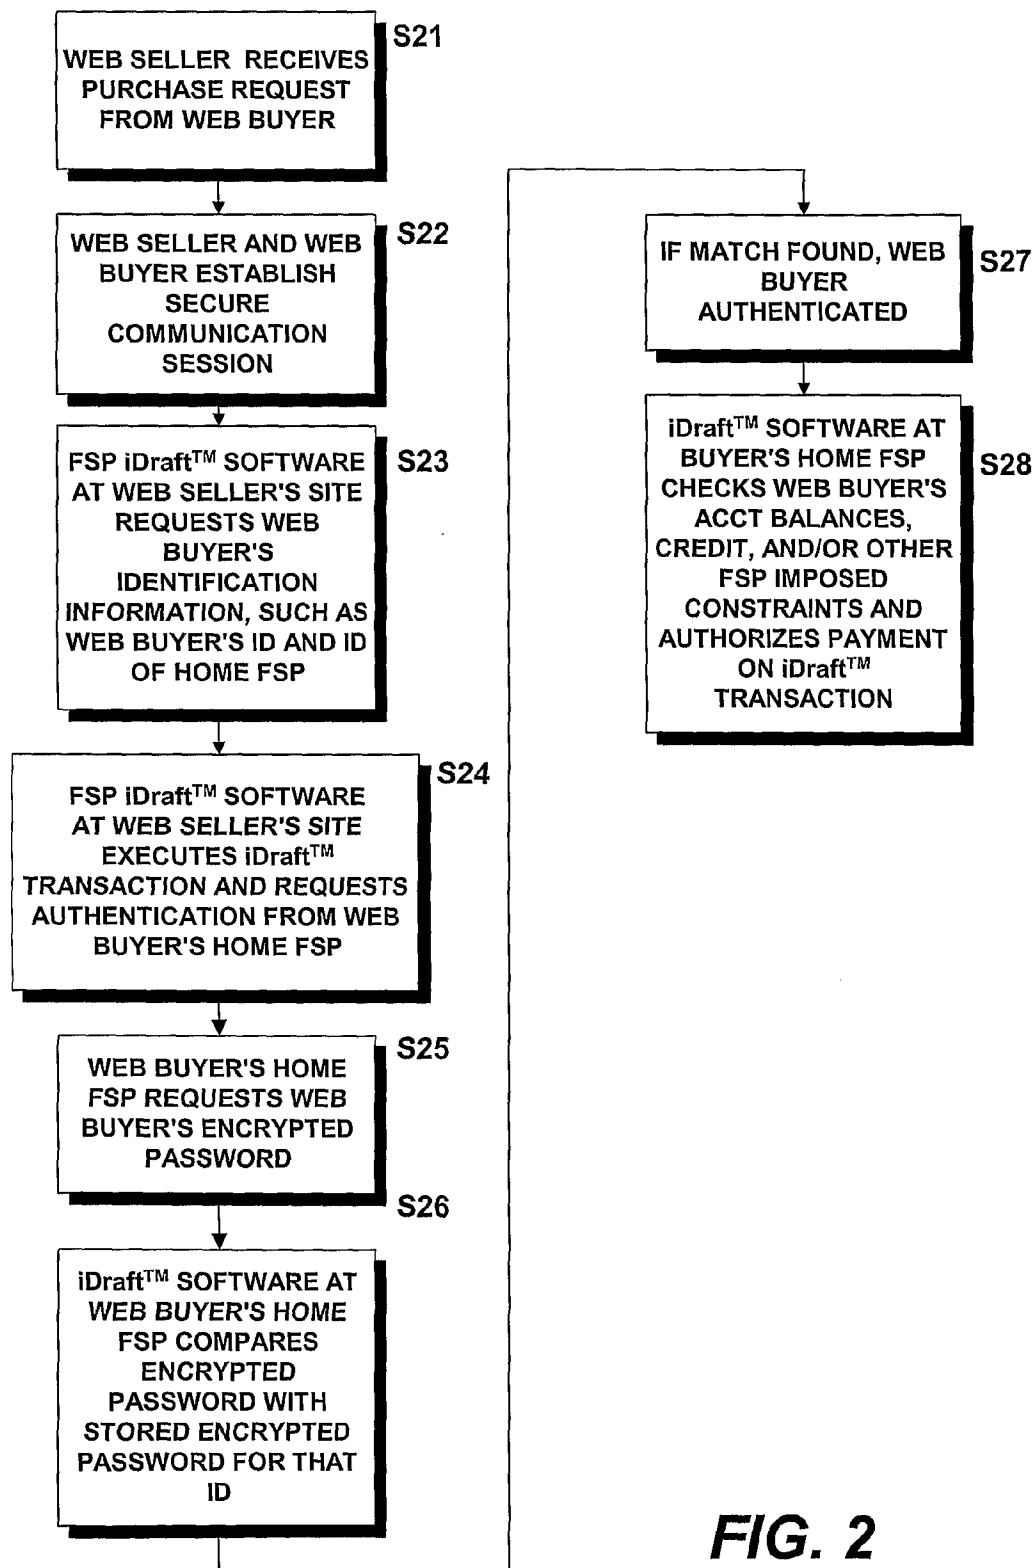 S21
WEB SELLER RECEIVES
PURCHASE REQUEST
FROM WEB BUYER
S22
WEB SELLER AND WEB
BUYER ESTABLISH
SECURE
COMMUNICATION
SESSION
S23
FSP iDraft™ SOFTWARE
AT WEB SELLER'S SITE
REQUESTS WEB
BUYER'S
IDENTIFICATION
INFORMATION, SUCH AS
WEB BUYER'S ID AND ID
OF HOME FSP
S24
FSP iDraft™ SOFTWARE
AT WEB SELLER'S SITE
EXECUTES iDraft™
TRANSACTION AND REQUESTS
AUTHENTICATION FROM WEB
BUYER'S HOME FSP
S25
WEB BUYER'S HOME
FSP REQUESTS WEB
BUYER'S ENCRYPTED
PASSWORD
S26
iDraft™ SOFTWARE AT
WEB BUYER'S HOME
FSP COMPARES
ENCRYPTED
PASSWORD WITH
STORED ENCRYPTED
PASSWORD FOR THAT
ID
S27
IF MATCH FOUND, WEB
BUYER
AUTHENTICATED
S28
iDraft™ SOFTWARE AT
BUYER'S HOME FSP
CHECKS WEB BUYER'S
ACCT BALANCES,
CREDIT, AND/OR OTHER
FSP IMPOSED
CONSTRAINTS AND
AUTHORIZES PAYMENT
ON iDraft™
TRANSACTION
FIG. 2